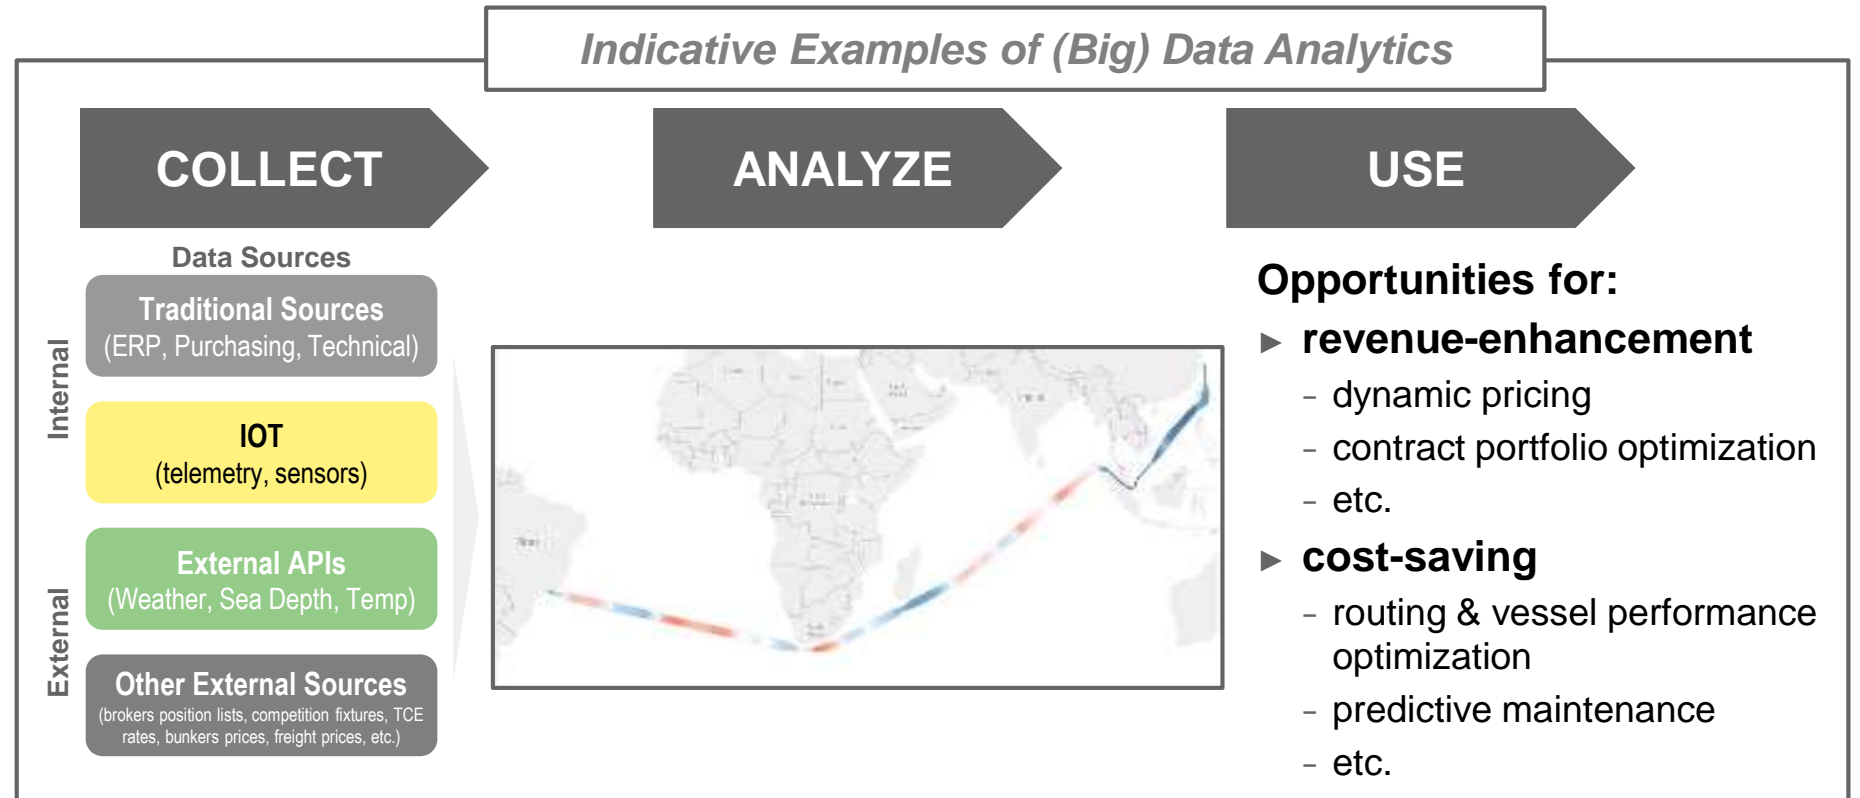 Indicative Examples of (Big) Data Analytics
COLLECT
ANALYZE
USE
Data Sources
Internal
Traditional Sources
(ERP, Purchasing, Technical)
IOT
(telemetry, sensors)
External
External APIs
(Weather, Sea Depth, Temp)
Other External Sources
(brokers position lists, competition fixtures, TCE
rates, bunkers prices, freight prices, etc.)
Opportunities for:
► revenue-enhancement
- dynamic pricing
- contract portfolio optimization
- etc.
► cost-saving
- routing & vessel performance
optimization
- predictive maintenance
- etc.